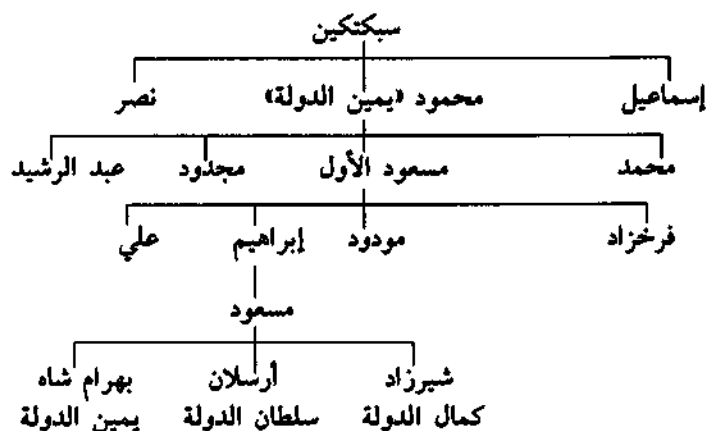 سبكتكين
إسماعيل محمود «يمين الدولة» نصر
محمد مسعود الأول مجدود عبد الرشيد
فرخزاد مودود إبراهيم علي
مسعود
شيرزاد أرسلان بهرام شاه
كمال الدولة سلطان الدولة يمين الدولة